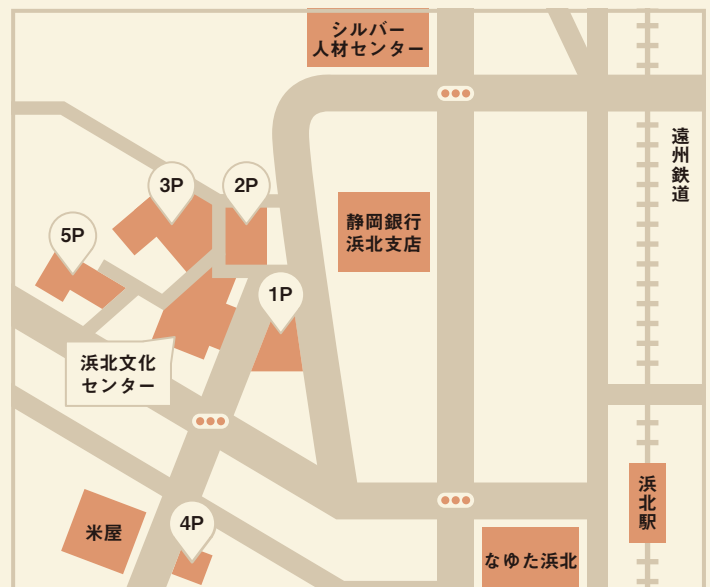 シルバー
人材センター
遠州鉄道
3P
2P
5P
静岡銀行
浜北支店
1P
浜北文化
センター
浜北駅
4P
米屋
なゆた浜北